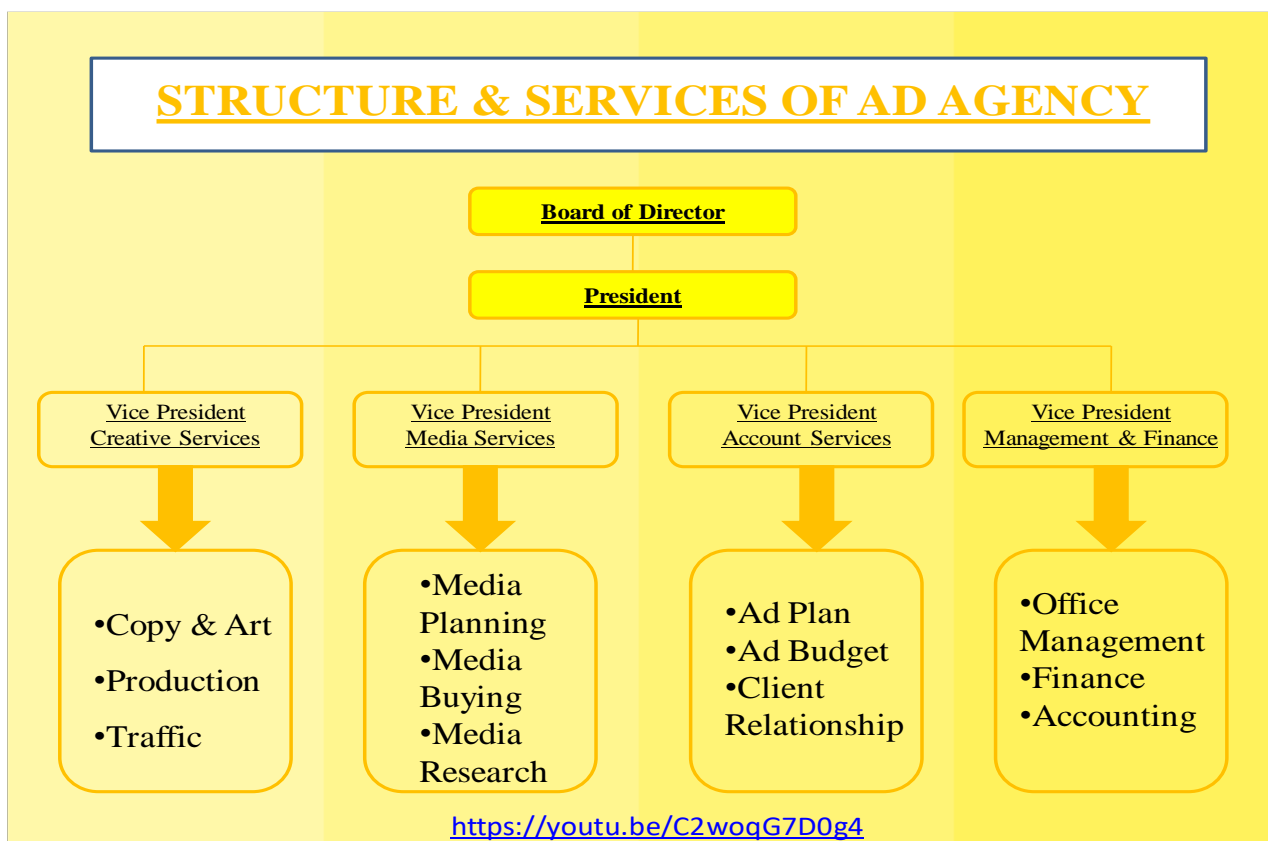 STRUCTURE & SERVICES OF AD AGENCY
Board of Director
President
Vice President
Creative Services
Vice President
Media Services
Vice President
Account Services
Vice President
Management & Finance
•Copy & Art
•Production
•Traffic
•Media
Planning
•Media
Buying
•Media
Research
•Ad Plan
•Ad Budget
•Client
Relationship
•Office
Management
•Finance
•Accounting
https://youtu.be/C2woqG7D0g4